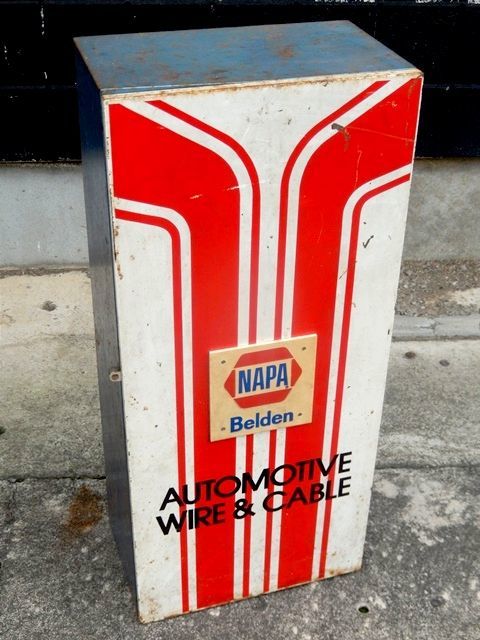 NAPA
Belden
AUTOMOTIVE
WIRE & CABLE